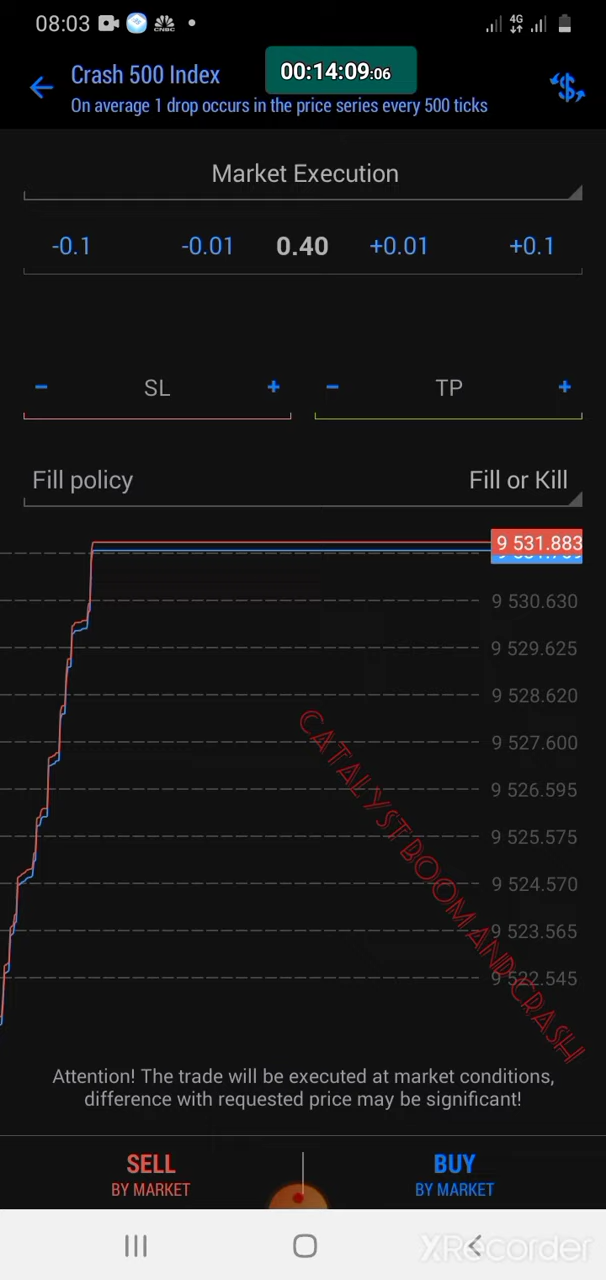 08:03
CNBC
4G
Crash 500 Index
00:14:09:06
On average 1 drop occurs in the price series every 500 ticks
Market Execution
-0.1 -0.01 0.40 +0.01 +0.1
− SL + − TP +
Fill policy Fill or Kill
9 531.883
9 530.630
9 529.625
9 528.620
9 527.600
9 526.595
9 525.575
9 524.570
9 523.565
9 522.545
CATALYST BOOM AND CRASH
Attention! The trade will be executed at market conditions,
difference with requested price may be significant!
SELL BUY
BY MARKET BY MARKET
XRecorder